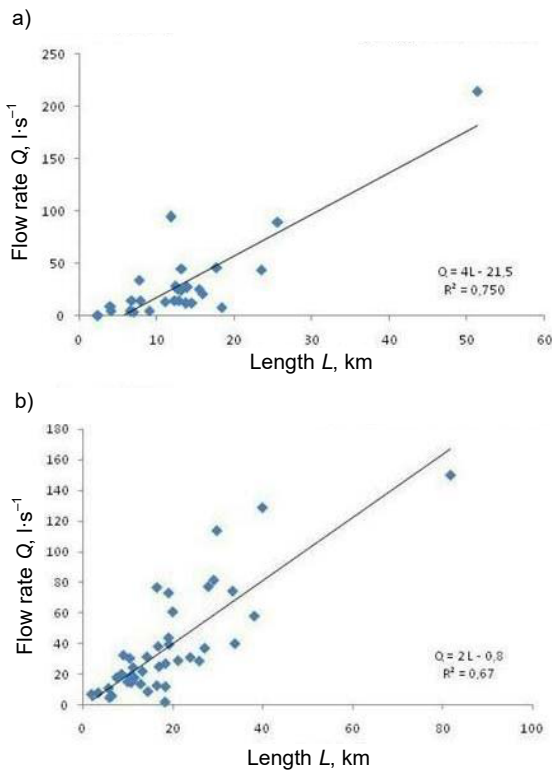 a)
250
200
150
100
50
0
Flow rate Q, l·s⁻¹
Q = 4L - 21,5
R² = 0,750
0 10 20 30 40 50 60
Length L, km
b)
180
160
140
120
100
80
60
40
20
0
Flow rate Q, l·s⁻¹
Q = 2L - 0,8
R² = 0,67
0 20 40 60 80 100
Length L, km